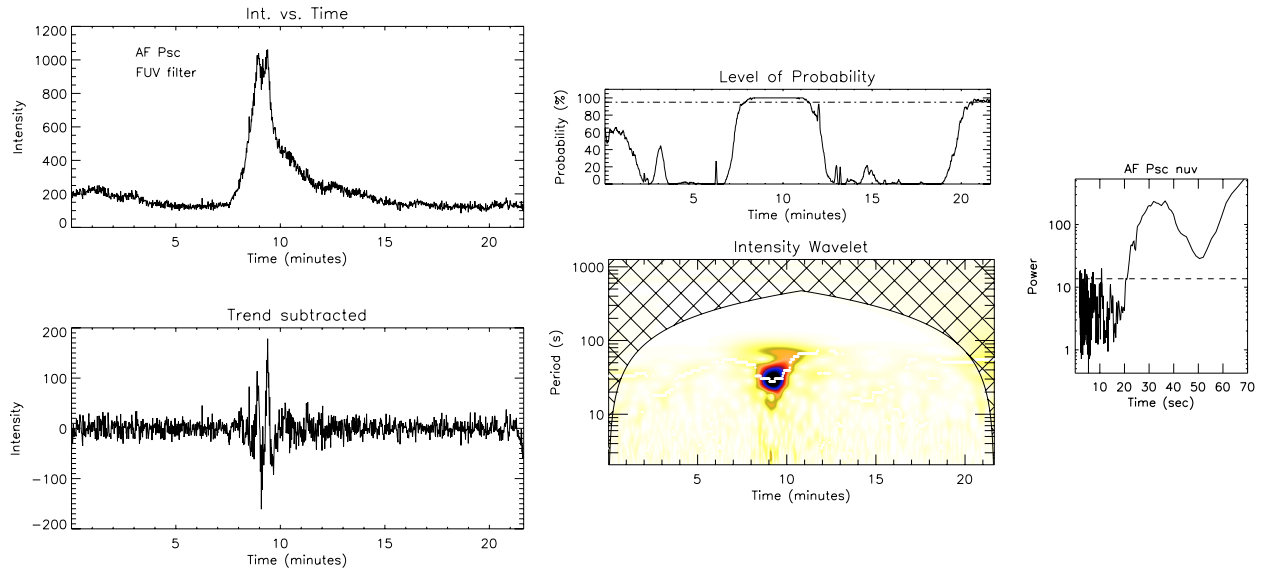 Int. vs. Time
1200
1000
800
600
400
200
0
Intensity
AF Psc
FUV filter
5
10
15
20
Time (minutes)
Trend subtracted
200
100
0
−100
−200
Intensity
5
10
15
20
Time (minutes)
Level of Probability
100
80
60
40
20
0
Probability (%)
5
10
15
20
Time (minutes)
Intensity Wavelet
1000
100
10
Period (s)
5
10
15
20
Time (minutes)
AF Psc nuv
100
10
1
Power
10 20 30 40 50 60 70
Time (sec)